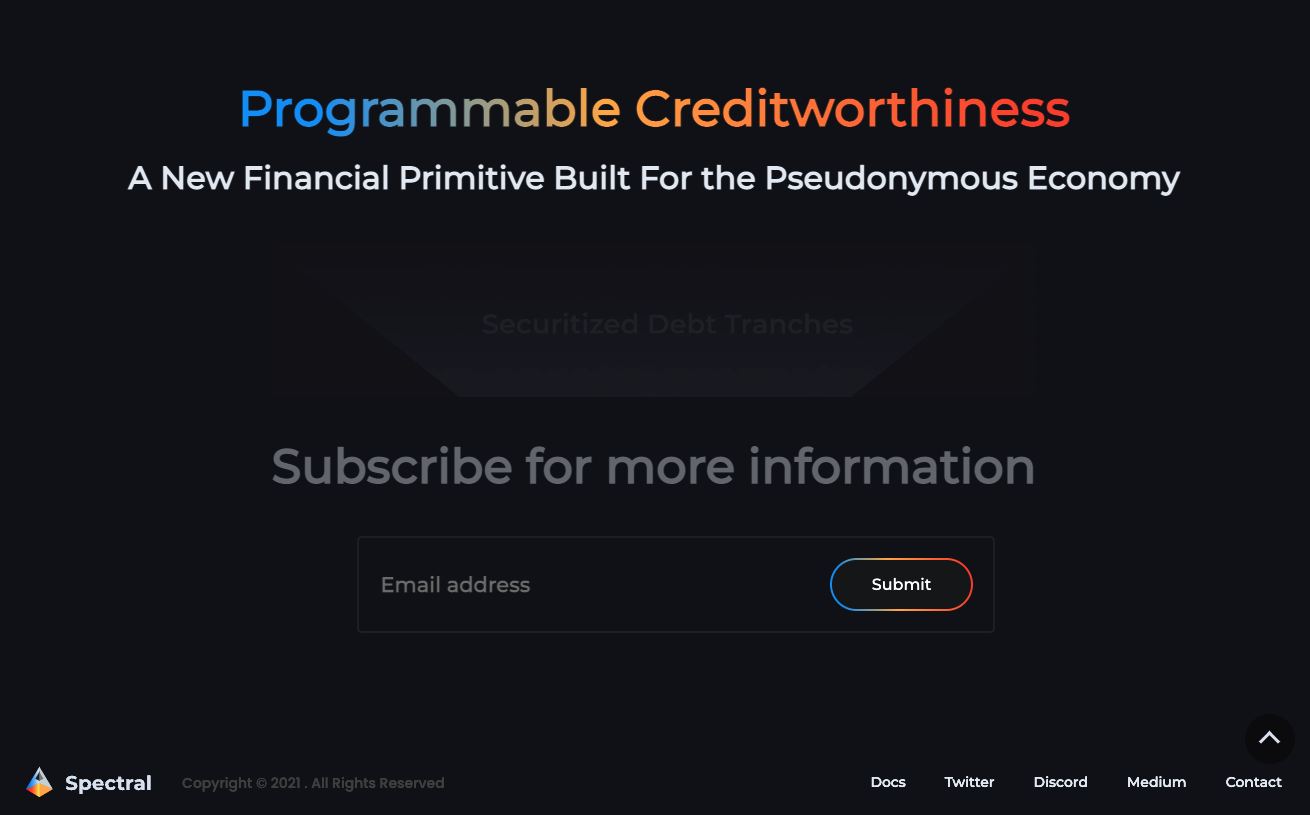 Programmable Creditworthiness
A New Financial Primitive Built For the Pseudonymous Economy
Securitized Debt Tranches
Subscribe for more information
Email address
Submit
Spectral
Copyright © 2021 . All Rights Reserved
Docs
Twitter
Discord
Medium
Contact